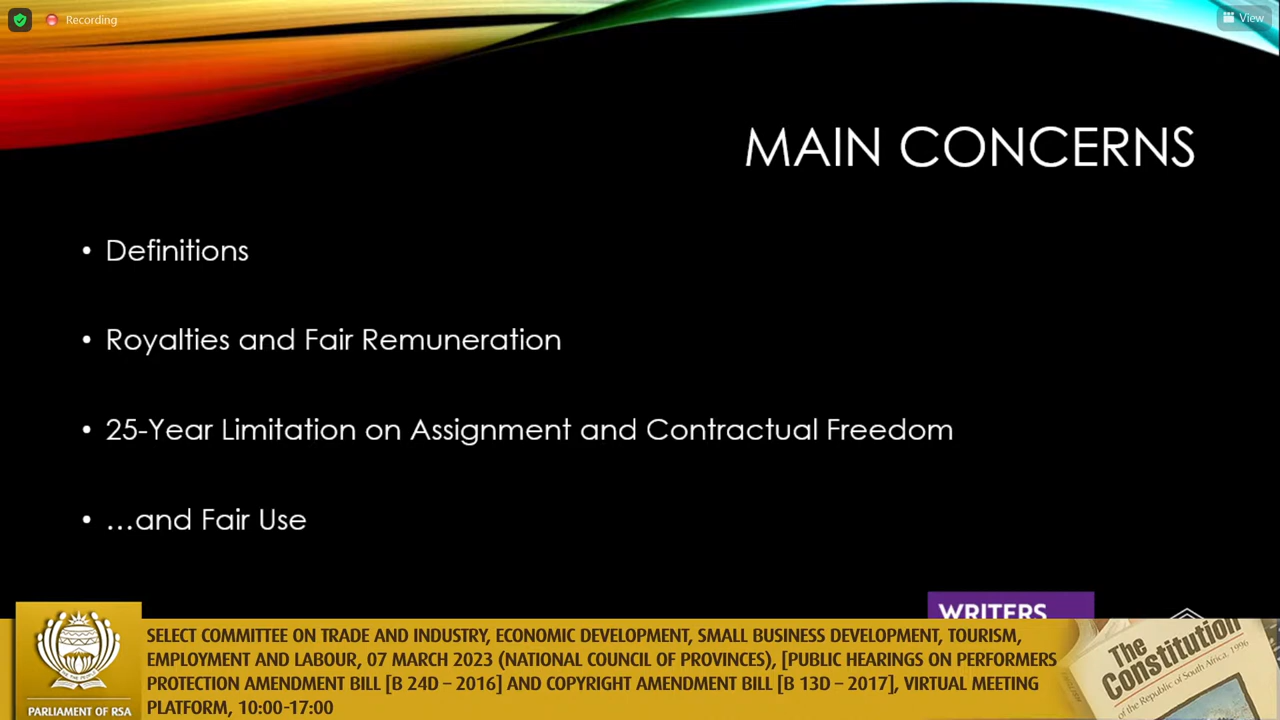 Recording
View
MAIN CONCERNS
• Definitions
• Royalties and Fair Remuneration
• 25-Year Limitation on Assignment and Contractual Freedom
• ...and Fair Use
WRITERS
SELECT COMMITTEE ON TRADE AND INDUSTRY, ECONOMIC DEVELOPMENT, SMALL BUSINESS DEVELOPMENT, TOURISM,
EMPLOYMENT AND LABOUR, 07 MARCH 2023 (NATIONAL COUNCIL OF PROVINCES), [PUBLIC HEARINGS ON PERFORMERS
PROTECTION AMENDMENT BILL [B 24D – 2016] AND COPYRIGHT AMENDMENT BILL [B 13D – 2017], VIRTUAL MEETING
PLATFORM, 10:00-17:00
PARLIAMENT OF RSA
The
Constitution
of the Republic of South Africa, 1996